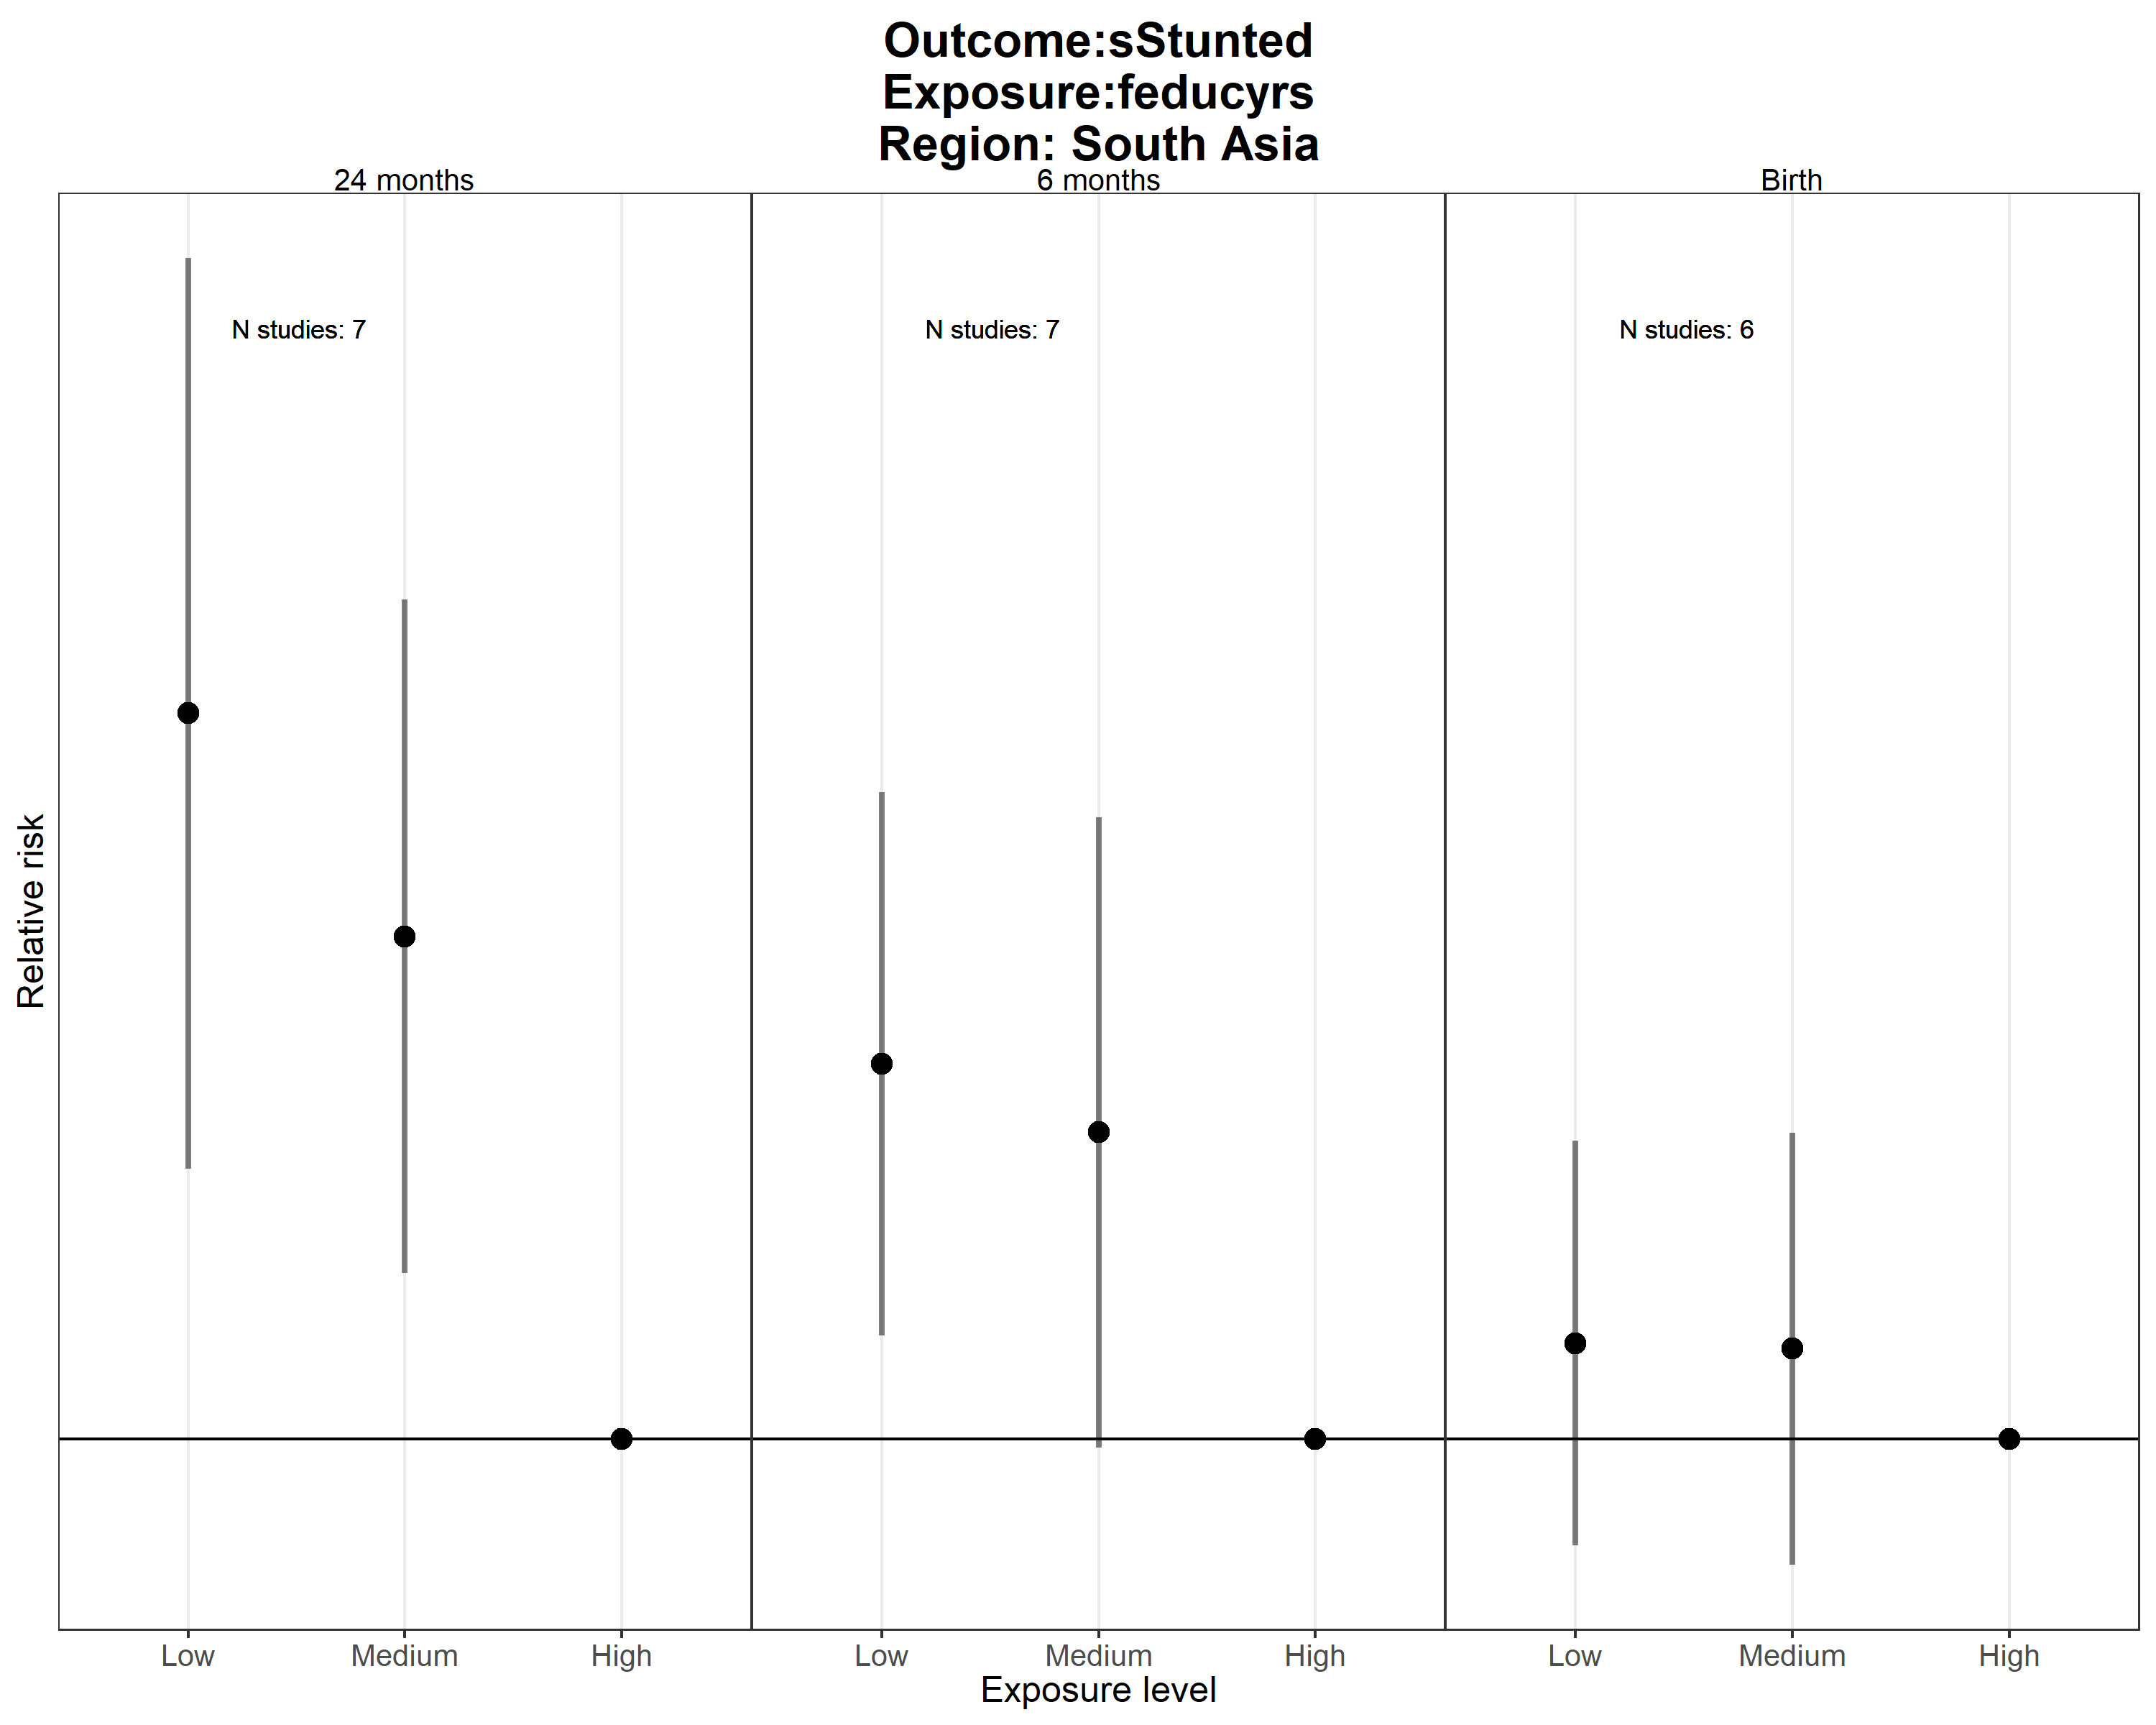 Outcome:sStunted
Exposure:feducyrs
Region: South Asia
24 months
6 months
Birth
N studies: 7
N studies: 7
N studies: 6
Relative risk
Low
Medium
High
Low
Medium
High
Low
Medium
High
Exposure level